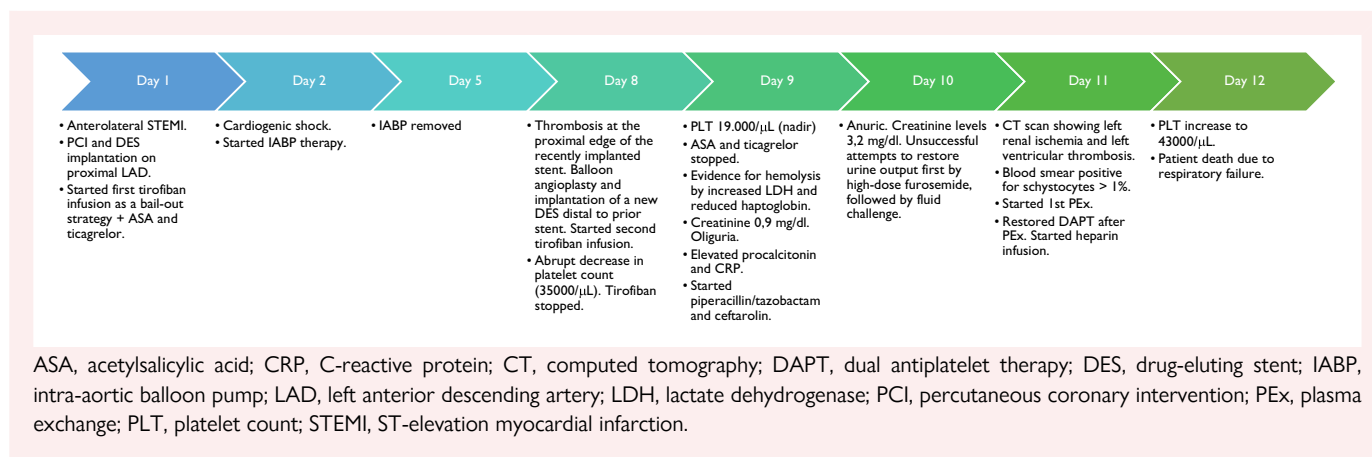 Day 1
Day 2
Day 5
Day 8
Day 9
Day 10
Day 11
Day 12
• Anterolateral STEMI.
• PCI and DES
implantation on
proximal LAD.
• Started first tirofiban
infusion as a bail-out
strategy + ASA and
ticagrelor.
• Cardiogenic shock.
• Started IABP therapy.
• IABP removed
• Thrombosis at the
proximal edge of the
recently implanted
stent. Balloon
angioplasty and
implantation of a new
DES distal to prior
stent. Started second
tirofiban infusion.
• Abrupt decrease in
platelet count
(35000/μL). Tirofiban
stopped.
• PLT 19.000/μL (nadir)
• ASA and ticagrelor
stopped.
• Evidence for hemolysis
by increased LDH and
reduced haptoglobin.
• Creatinine 0,9 mg/dl.
Oliguria.
• Elevated procalcitonin
and CRP.
• Started
piperacillin/tazobactam
and ceftarolin.
• Anuric. Creatinine levels
3,2 mg/dl. Unsuccessful
attempts to restore
urine output first by
high-dose furosemide,
followed by fluid
challenge.
• CT scan showing left
renal ischemia and left
ventricular thrombosis.
• Blood smear positive
for schystocytes > 1%.
• Started 1st PEx.
• Restored DAPT after
PEx. Started heparin
infusion.
• PLT increase to
43000/μL.
• Patient death due to
respiratory failure.
ASA, acetylsalicylic acid; CRP, C-reactive protein; CT, computed tomography; DAPT, dual antiplatelet therapy; DES, drug-eluting stent; IABP,
intra-aortic balloon pump; LAD, left anterior descending artery; LDH, lactate dehydrogenase; PCI, percutaneous coronary intervention; PEx, plasma
exchange; PLT, platelet count; STEMI, ST-elevation myocardial infarction.